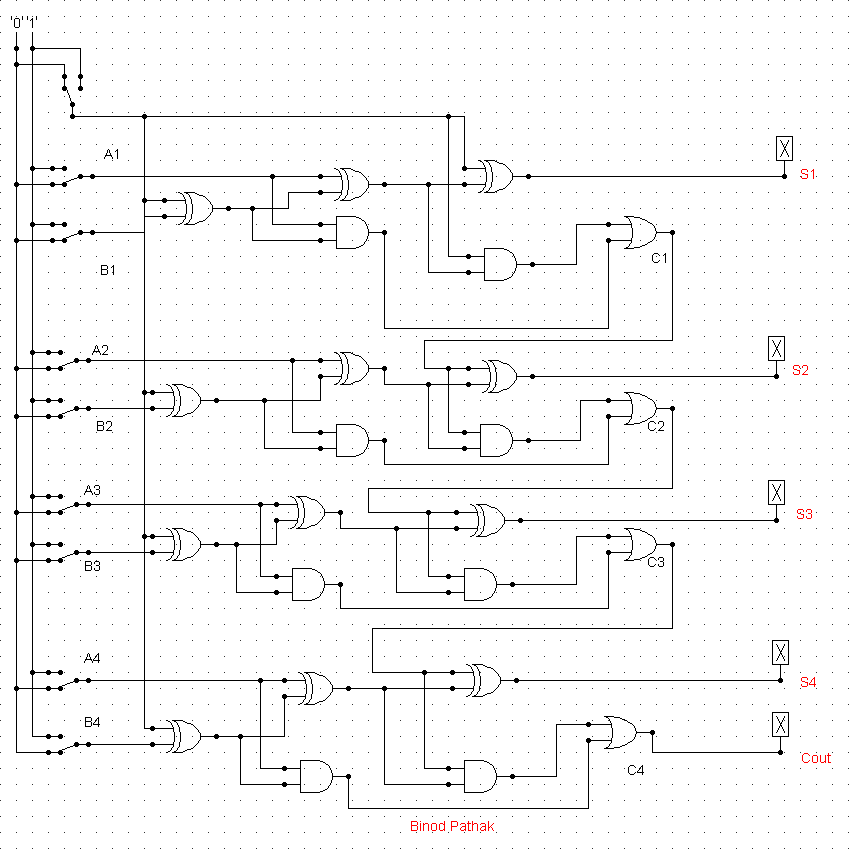 '0' '1'
A1
S1
B1
C1
A2
S2
B2
C2
A3
S3
B3
C3
A4
S4
B4
Cout
C4
Binod Pathak